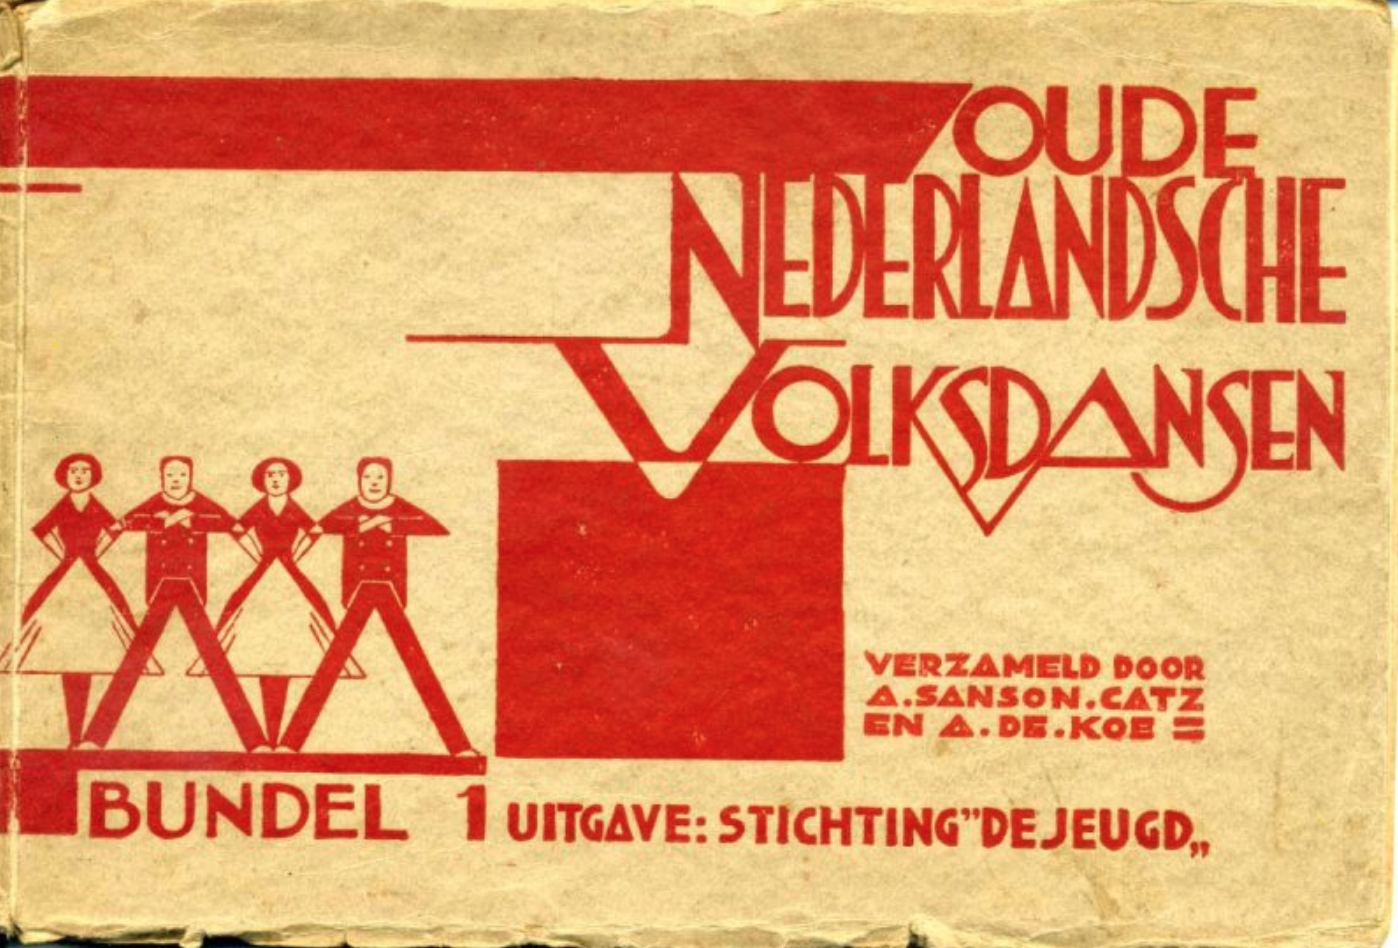 OUDE
NEDERLANDSCHE
VOLKSDANSEN
VERZAMELD DOOR
A.SANSON.CATZ
EN A.DE.KOE =
BUNDEL 1 UITGAVE: STICHTING"DE JEUGD„